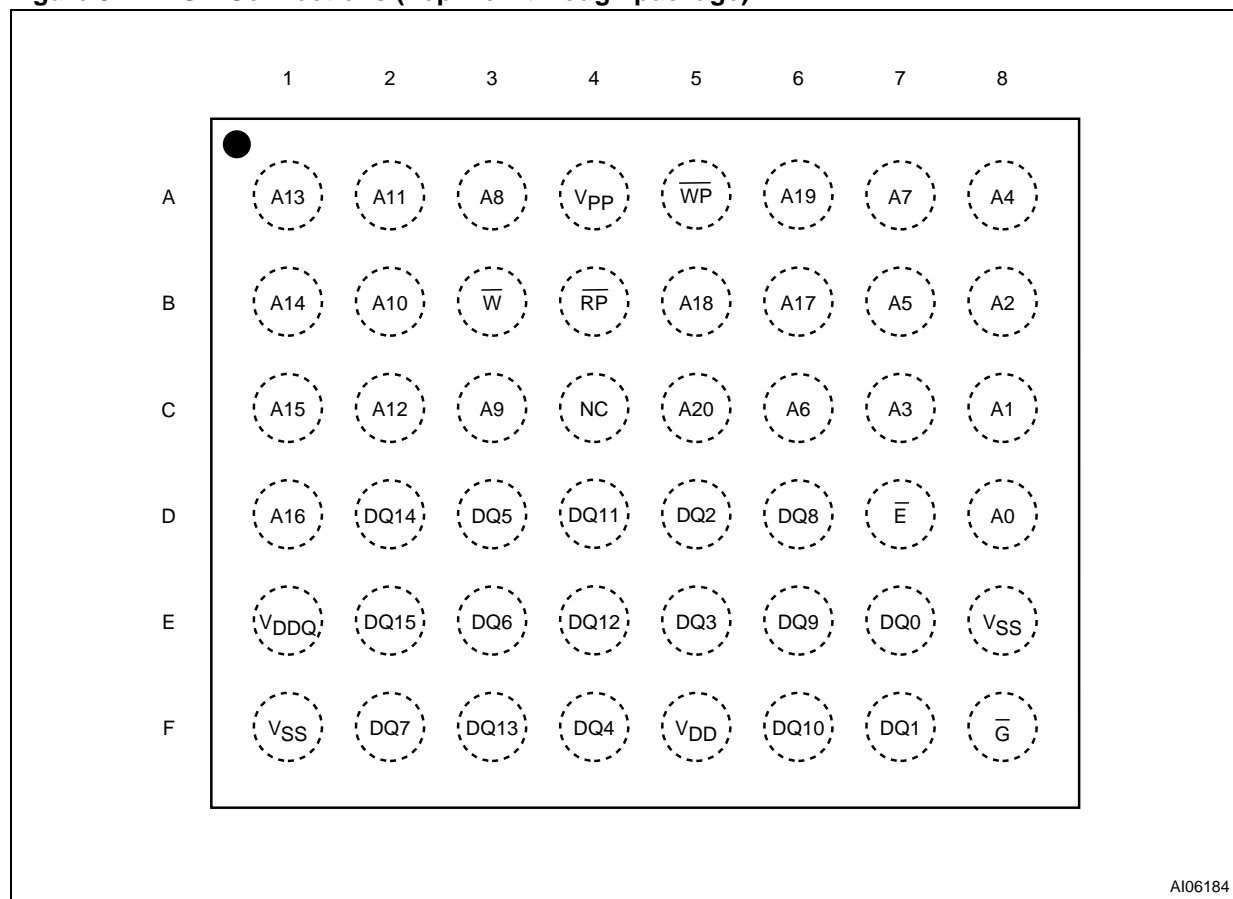 1 2 3 4 5 6 7 8
A A13 A11 A8 VPP W̅P̅ A19 A7 A4
B A14 A10 W̅ R̅P̅ A18 A17 A5 A2
C A15 A12 A9 NC A20 A6 A3 A1
D A16 DQ14 DQ5 DQ11 DQ2 DQ8 E̅ A0
E VDDQ DQ15 DQ6 DQ12 DQ3 DQ9 DQ0 VSS
F VSS DQ7 DQ13 DQ4 VDD DQ10 DQ1 G̅
AI06184